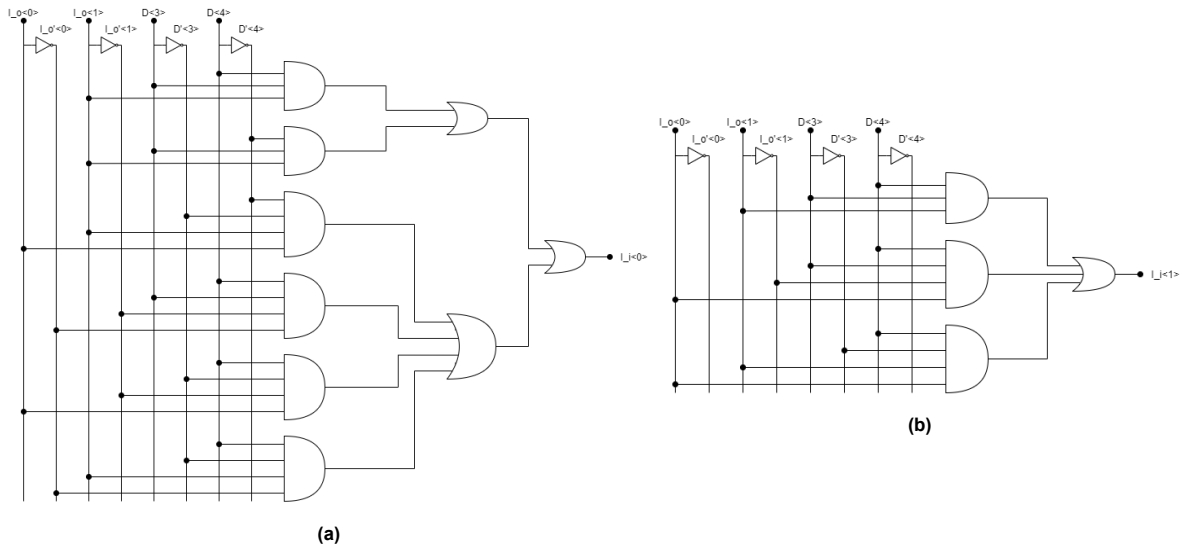 I_o<0>
I_o'<0>
I_o<1>
I_o'<1>
D<3>
D'<3>
D<4>
D'<4>
I_i<0>
(a)
I_o<0>
I_o'<0>
I_o<1>
I_o'<1>
D<3>
D'<3>
D<4>
D'<4>
I_i<1>
(b)